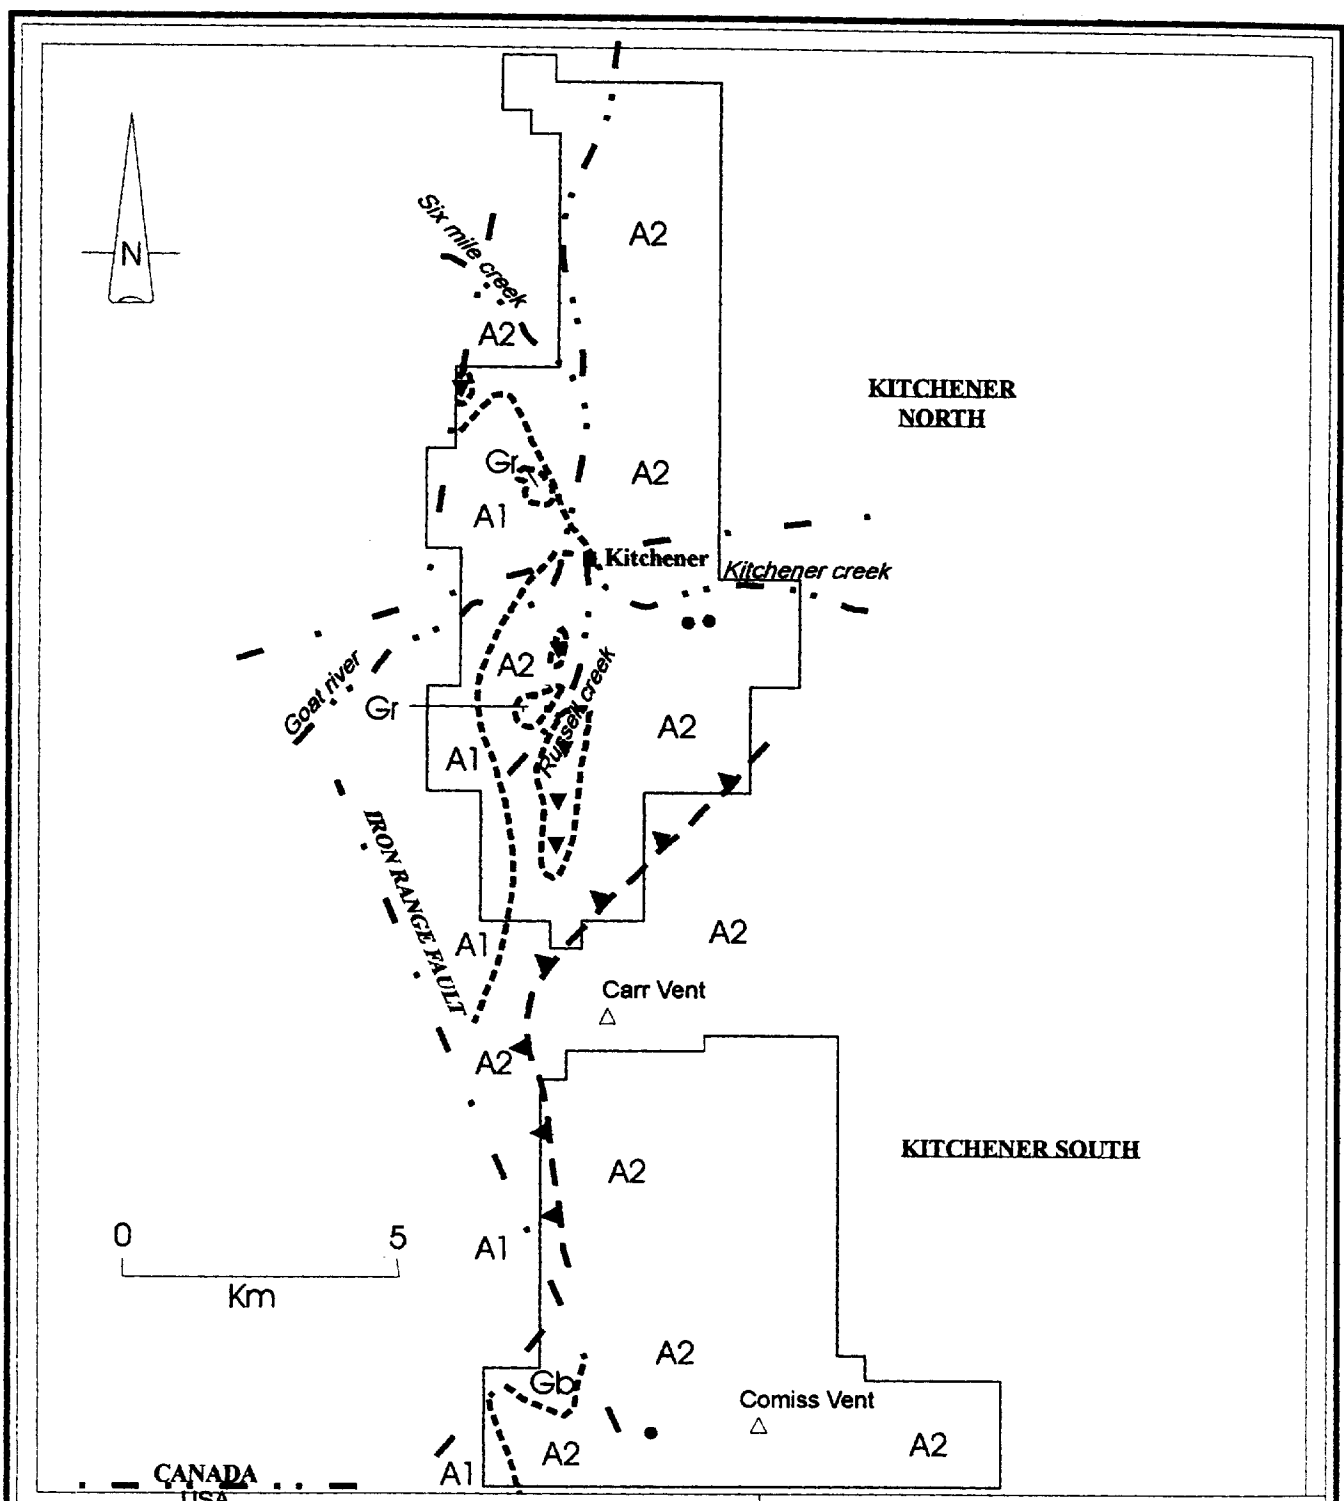 A2
Six mile creek
N
A2
KITCHENER
NORTH
Gr
A2
A1
Kitchener
Kitchener creek
A2
Russell creek
Goat river
Gr
A2
A1
IRON RANGE FAULT
A1
A2
Carr Vent
A2
KITCHENER SOUTH
A2
0
5
Km
A1
A2
Gb
Comiss Vent
A2
A2
A1
CANADA
USA